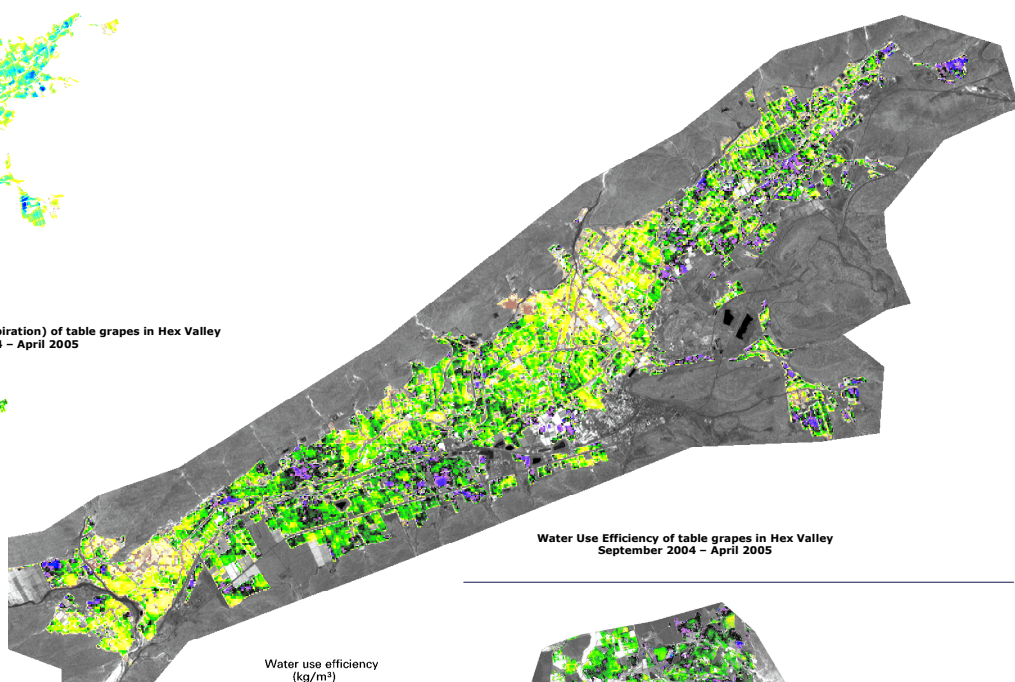 piration) of table grapes in Hex Valley
– April 2005
Water Use Efficiency of table grapes in Hex Valley
September 2004 – April 2005
Water use efficiency
(kg/m³)